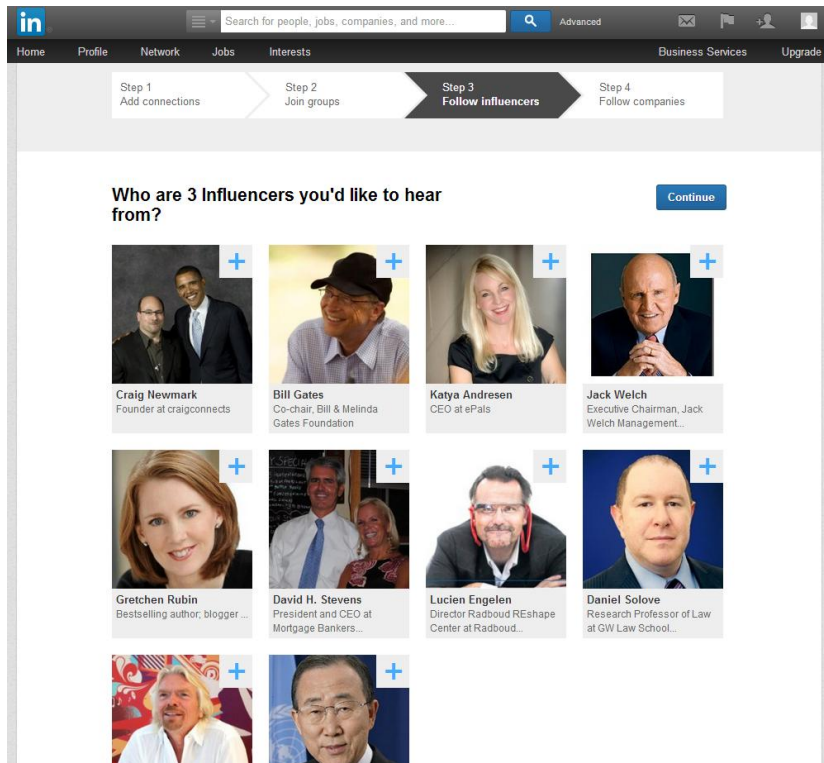 in
Search for people, jobs, companies, and more...
Advanced
Home Profile Network Jobs Interests Business Services Upgrade
Step 1
Add connections
Step 2
Join groups
Step 3
Follow influencers
Step 4
Follow companies
Who are 3 Influencers you'd like to hear
from?
Continue
Craig Newmark
Founder at craigconnects
Bill Gates
Co-chair, Bill & Melinda
Gates Foundation
Katya Andresen
CEO at ePals
Jack Welch
Executive Chairman, Jack
Welch Management...
Gretchen Rubin
Bestselling author; blogger ...
David H. Stevens
President and CEO at
Mortgage Bankers...
Lucien Engelen
Director Radboud REshape
Center at Radboud...
Daniel Solove
Research Professor of Law
at GW Law School...